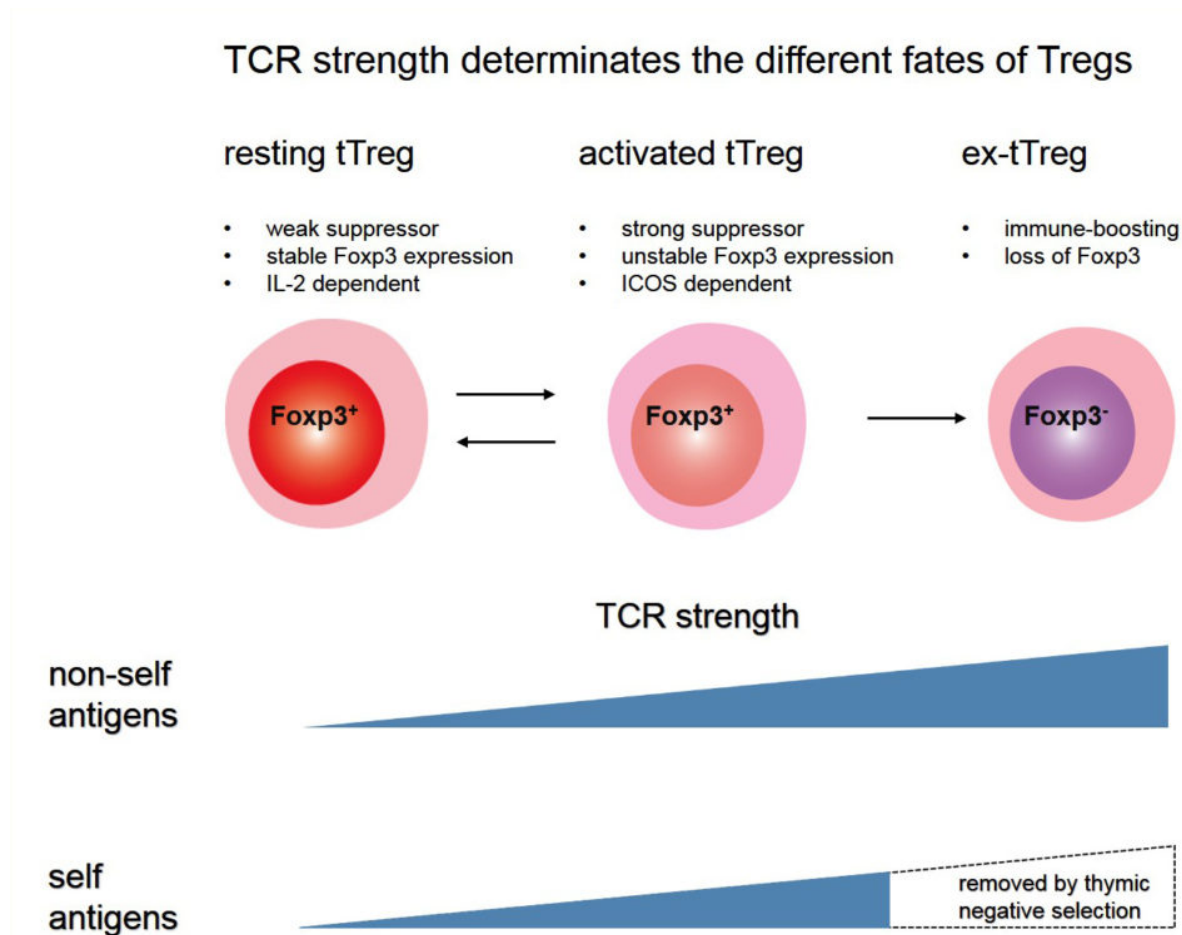 TCR strength determinates the different fates of Tregs
resting tTreg
• weak suppressor
• stable Foxp3 expression
• IL-2 dependent
activated tTreg
• strong suppressor
• unstable Foxp3 expression
• ICOS dependent
ex-tTreg
• immune-boosting
• loss of Foxp3
Foxp3⁺
Foxp3⁺
Foxp3⁻
TCR strength
non-self
antigens
self
antigens
removed by thymic
negative selection